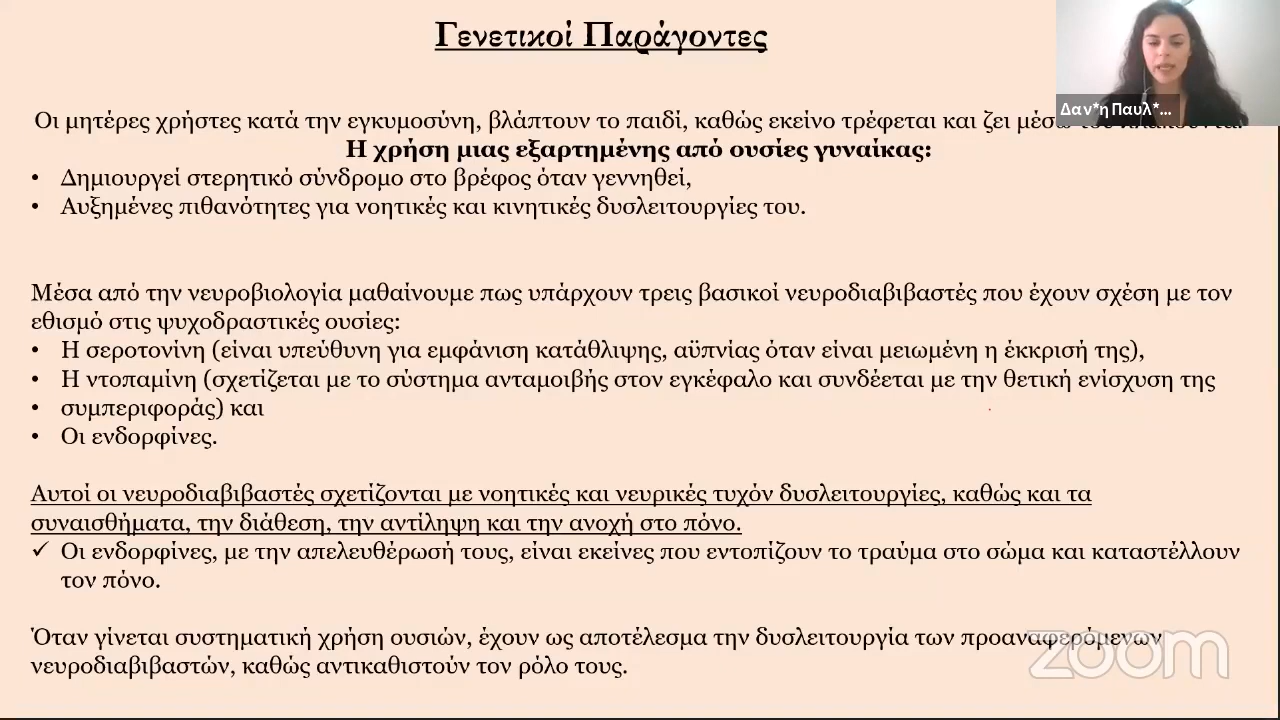 Γενετικοί Παράγοντες
Δαν*η Παυλ*...
Οι μητέρες χρήστες κατά την εγκυμοσύνη, βλάπτουν το παιδί, καθώς εκείνο τρέφεται και ζει μέσω
Η χρήση μιας εξαρτημένης από ουσίες γυναίκας:
• Δημιουργεί στερητικό σύνδρομο στο βρέφος όταν γεννηθεί,
• Αυξημένες πιθανότητες για νοητικές και κινητικές δυσλειτουργίες του.
Μέσα από την νευροβιολογία μαθαίνουμε πως υπάρχουν τρεις βασικοί νευροδιαβιβαστές που έχουν σχέση με τον
εθισμό στις ψυχοδραστικές ουσίες:
• Η σεροτονίνη (είναι υπεύθυνη για εμφάνιση κατάθλιψης, αϋπνίας όταν είναι μειωμένη η έκκρισή της),
• Η ντοπαμίνη (σχετίζεται με το σύστημα ανταμοιβής στον εγκέφαλο και συνδέεται με την θετική ενίσχυση της
• συμπεριφοράς) και
• Οι ενδορφίνες.
Αυτοί οι νευροδιαβιβαστές σχετίζονται με νοητικές και νευρικές τυχόν δυσλειτουργίες, καθώς και τα
συναισθήματα, την διάθεση, την αντίληψη και την ανοχή στο πόνο.
✓ Οι ενδορφίνες, με την απελευθέρωσή τους, είναι εκείνες που εντοπίζουν το τραύμα στο σώμα και καταστέλλουν
τον πόνο.
Όταν γίνεται συστηματική χρήση ουσιών, έχουν ως αποτέλεσμα την δυσλειτουργία των προαναφερόμενων
νευροδιαβιβαστών, καθώς αντικαθιστούν τον ρόλο τους.
zoom